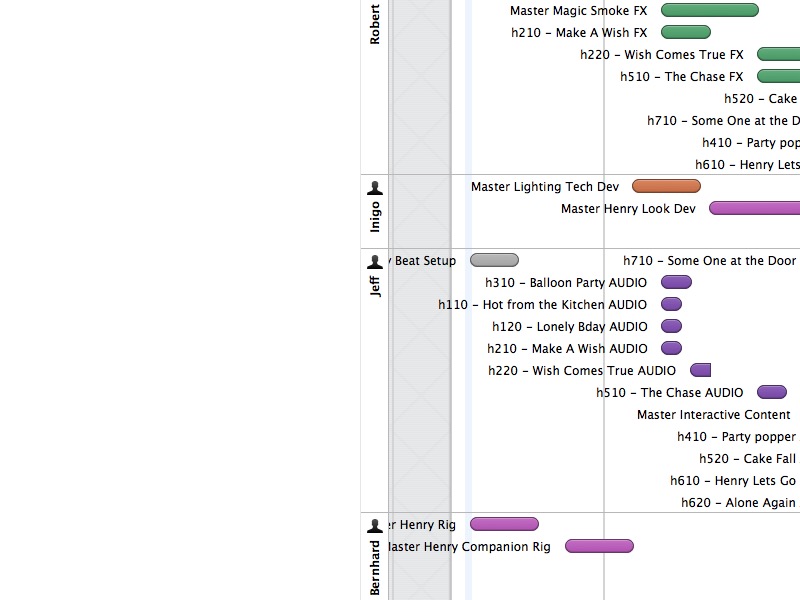 Robert
Master Magic Smoke FX
h210 – Make A Wish FX
h220 – Wish Comes True FX
h510 – The Chase FX
h520 – Cake
h710 – Some One at the D
h410 – Party pop
h610 – Henry Lets
Inigo
Master Lighting Tech Dev
Master Henry Look Dev
Jeff
Beat Setup
h710 – Some One at the Door
h310 – Balloon Party AUDIO
h110 – Hot from the Kitchen AUDIO
h120 – Lonely Bday AUDIO
h210 – Make A Wish AUDIO
h220 – Wish Comes True AUDIO
h510 – The Chase AUDIO
Master Interactive Content
h410 – Party popper
h520 – Cake Fall
h610 – Henry Lets Go
h620 – Alone Again
Bernhard
er Henry Rig
Master Henry Companion Rig